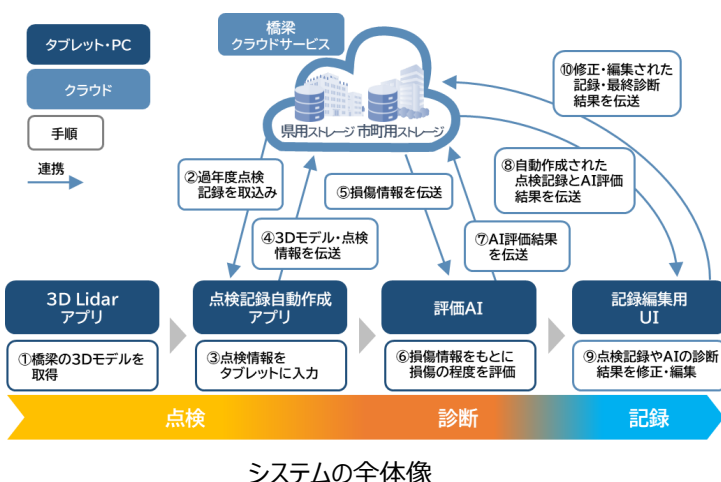 タブレット・PC
クラウド
手順
連携
橋梁
クラウドサービス
県用ストレージ 市町用ストレージ
⑩修正・編集された
記録・最終診断
結果を伝送
②過年度点検
記録を取込み
⑤損傷情報を伝送
⑧自動作成された
点検記録とAI評価
結果を伝送
④3Dモデル・点検
情報を伝送
⑦AI評価結果
を伝送
3D Lidar
アプリ
点検記録自動作成
アプリ
評価AI
記録編集用
UI
①橋梁の3Dモデルを
取得
③点検情報を
タブレットに入力
⑥損傷情報をもとに
損傷の程度を評価
⑨点検記録やAIの診断
結果を修正・編集
点検
診断
記録
システムの全体像